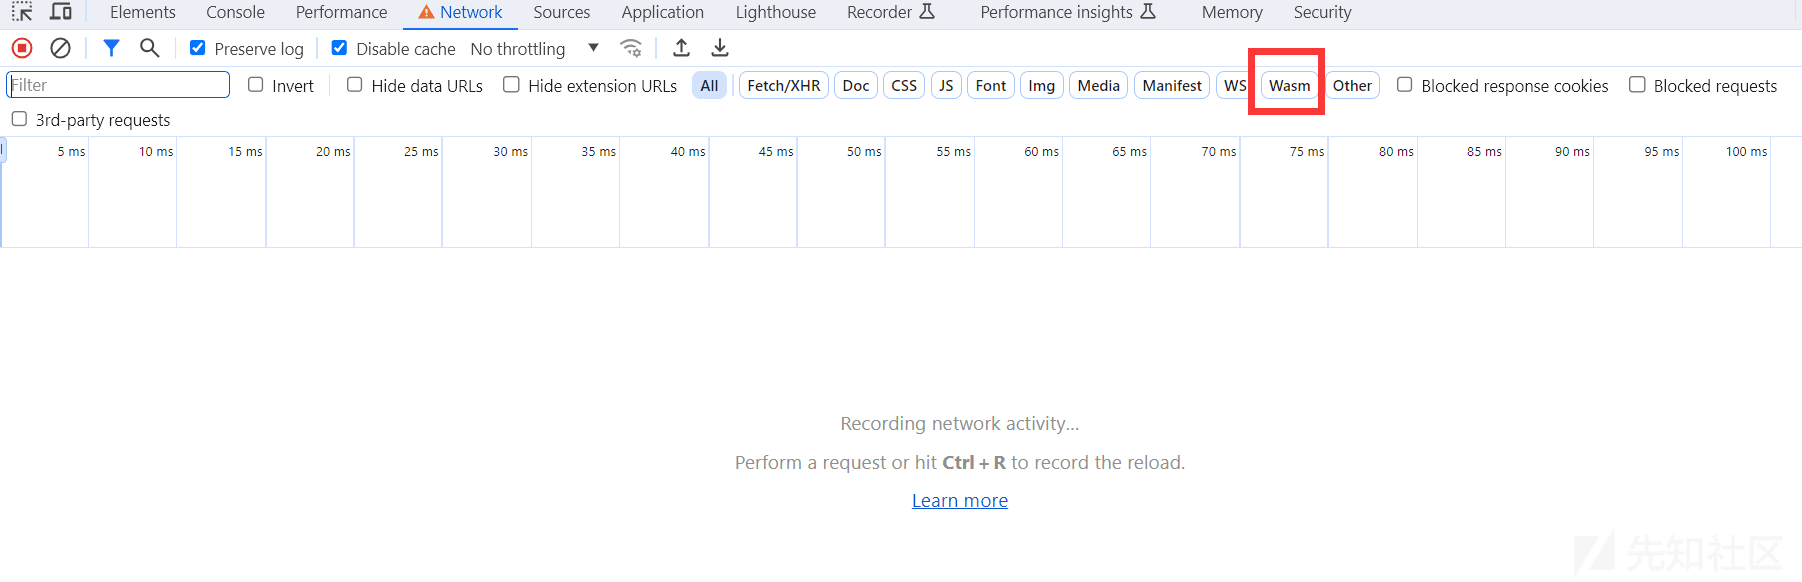 Elements Console Performance Network Sources Application Lighthouse Recorder Performance insights Memory Security
Preserve log Disable cache No throttling
Filter Invert Hide data URLs Hide extension URLs All Fetch/XHR Doc CSS JS Font Img Media Manifest WS Wasm Other Blocked response cookies Blocked requests
3rd-party requests
5 ms 10 ms 15 ms 20 ms 25 ms 30 ms 35 ms 40 ms 45 ms 50 ms 55 ms 60 ms 65 ms 70 ms 75 ms 80 ms 85 ms 90 ms 95 ms 100 ms
Recording network activity...
Perform a request or hit Ctrl + R to record the reload.
Learn more
先知社区